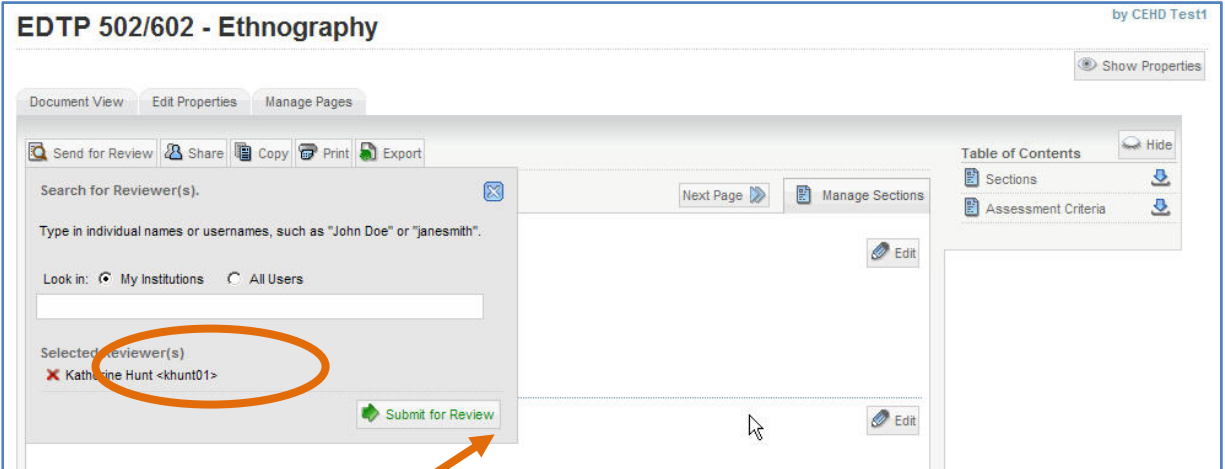 by CEHD Test1
EDTP 502/602 - Ethnography
Show Properties
Document View Edit Properties Manage Pages
Send for Review Share Copy Print Export
Hide
Table of Contents
Sections
Assessment Criteria
Search for Reviewer(s).
Next Page Manage Sections
Type in individual names or usernames, such as "John Doe" or "janesmith".
Edit
Look in: My Institutions All Users
Selected Reviewer(s)
Katherine Hunt <khunt01>
Submit for Review
Edit